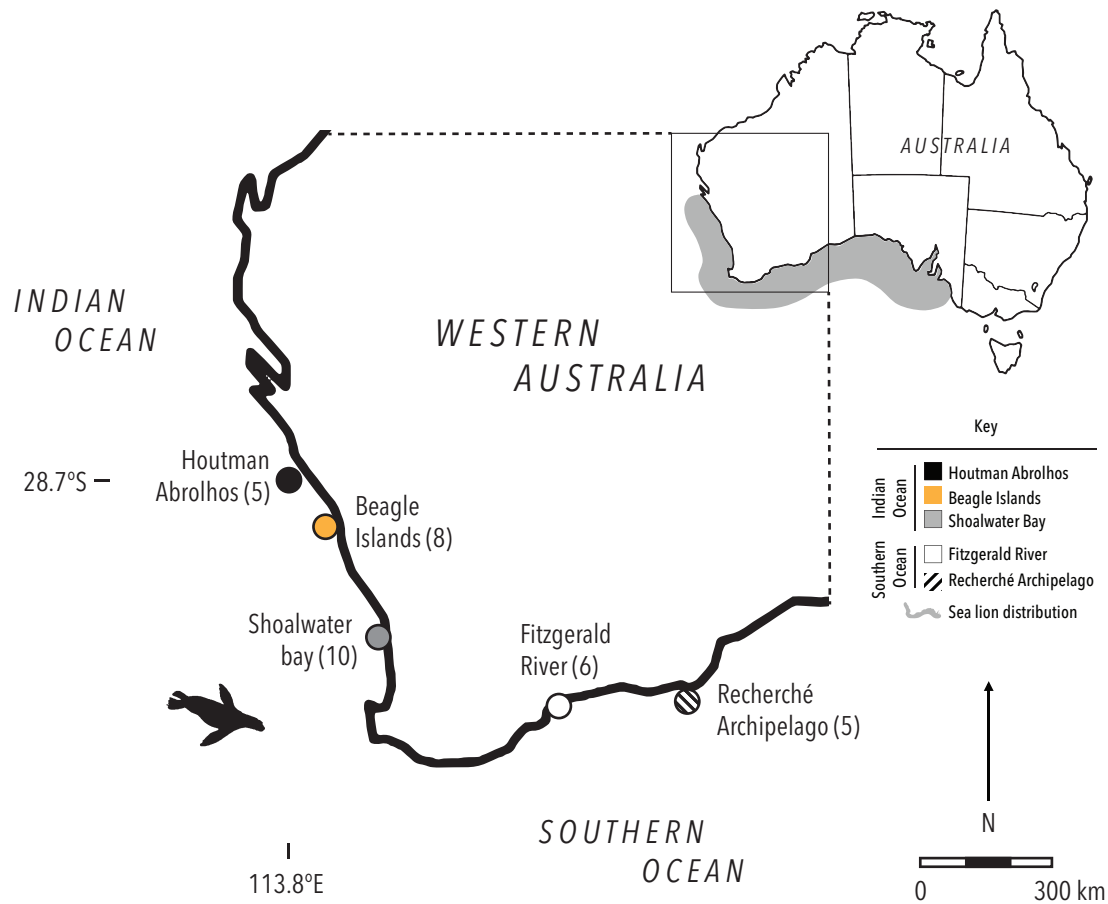 AUSTRALIA
INDIAN
OCEAN
WESTERN
AUSTRALIA
Houtman
Abrolhos (5)
28.7ºS
Beagle
Islands (8)
Shoalwater
bay (10)
Fitzgerald
River (6)
Recherché
Archipelago (5)
SOUTHERN
OCEAN
113.8ºE
Key
Indian
Ocean
Houtman Abrolhos
Beagle Islands
Shoalwater Bay
Southern
Ocean
Fitzgerald River
Recherché Archipelago
Sea lion distribution
N
0 300 km